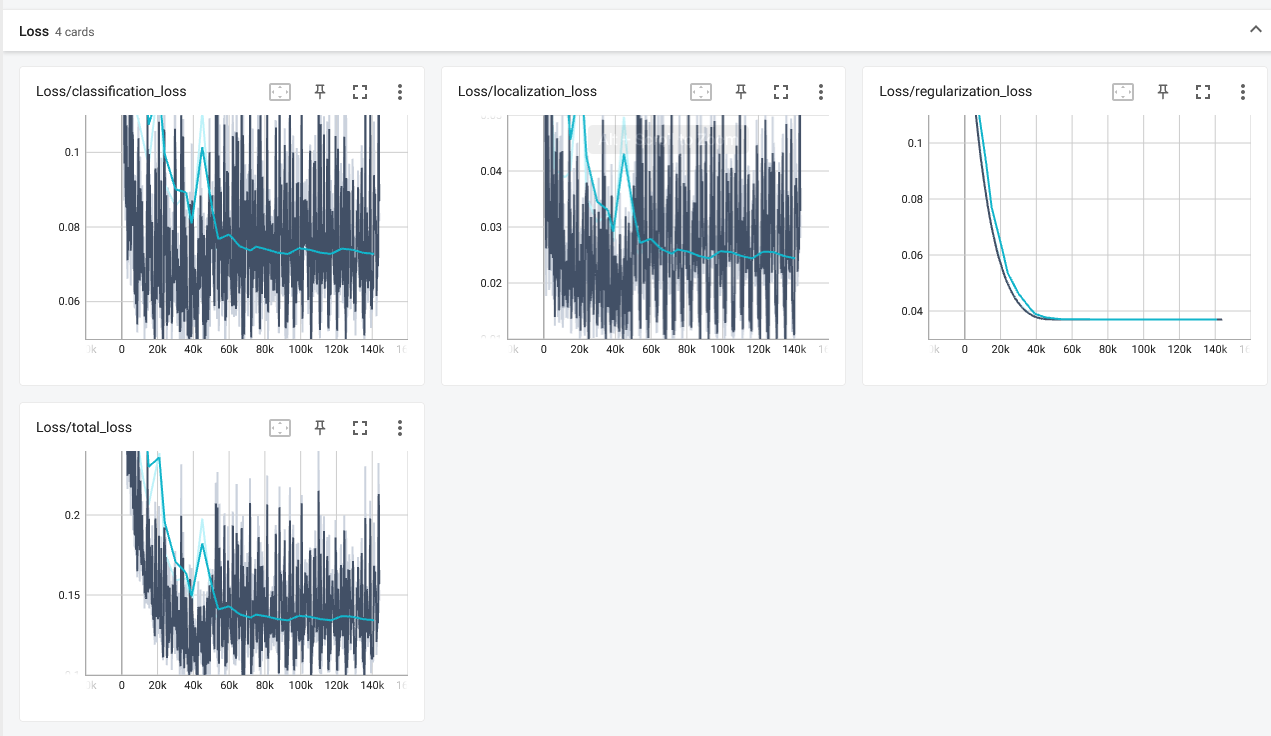 Loss 4 cards
Loss/classification_loss
0.1
0.08
0.06
0 20k 40k 60k 80k 100k 120k 140k
Loss/localization_loss
0.04
0.03
0.02
0 20k 40k 60k 80k 100k 120k 140k
Loss/regularization_loss
0.1
0.08
0.06
0.04
0 20k 40k 60k 80k 100k 120k 140k
Loss/total_loss
0.2
0.15
0 20k 40k 60k 80k 100k 120k 140k